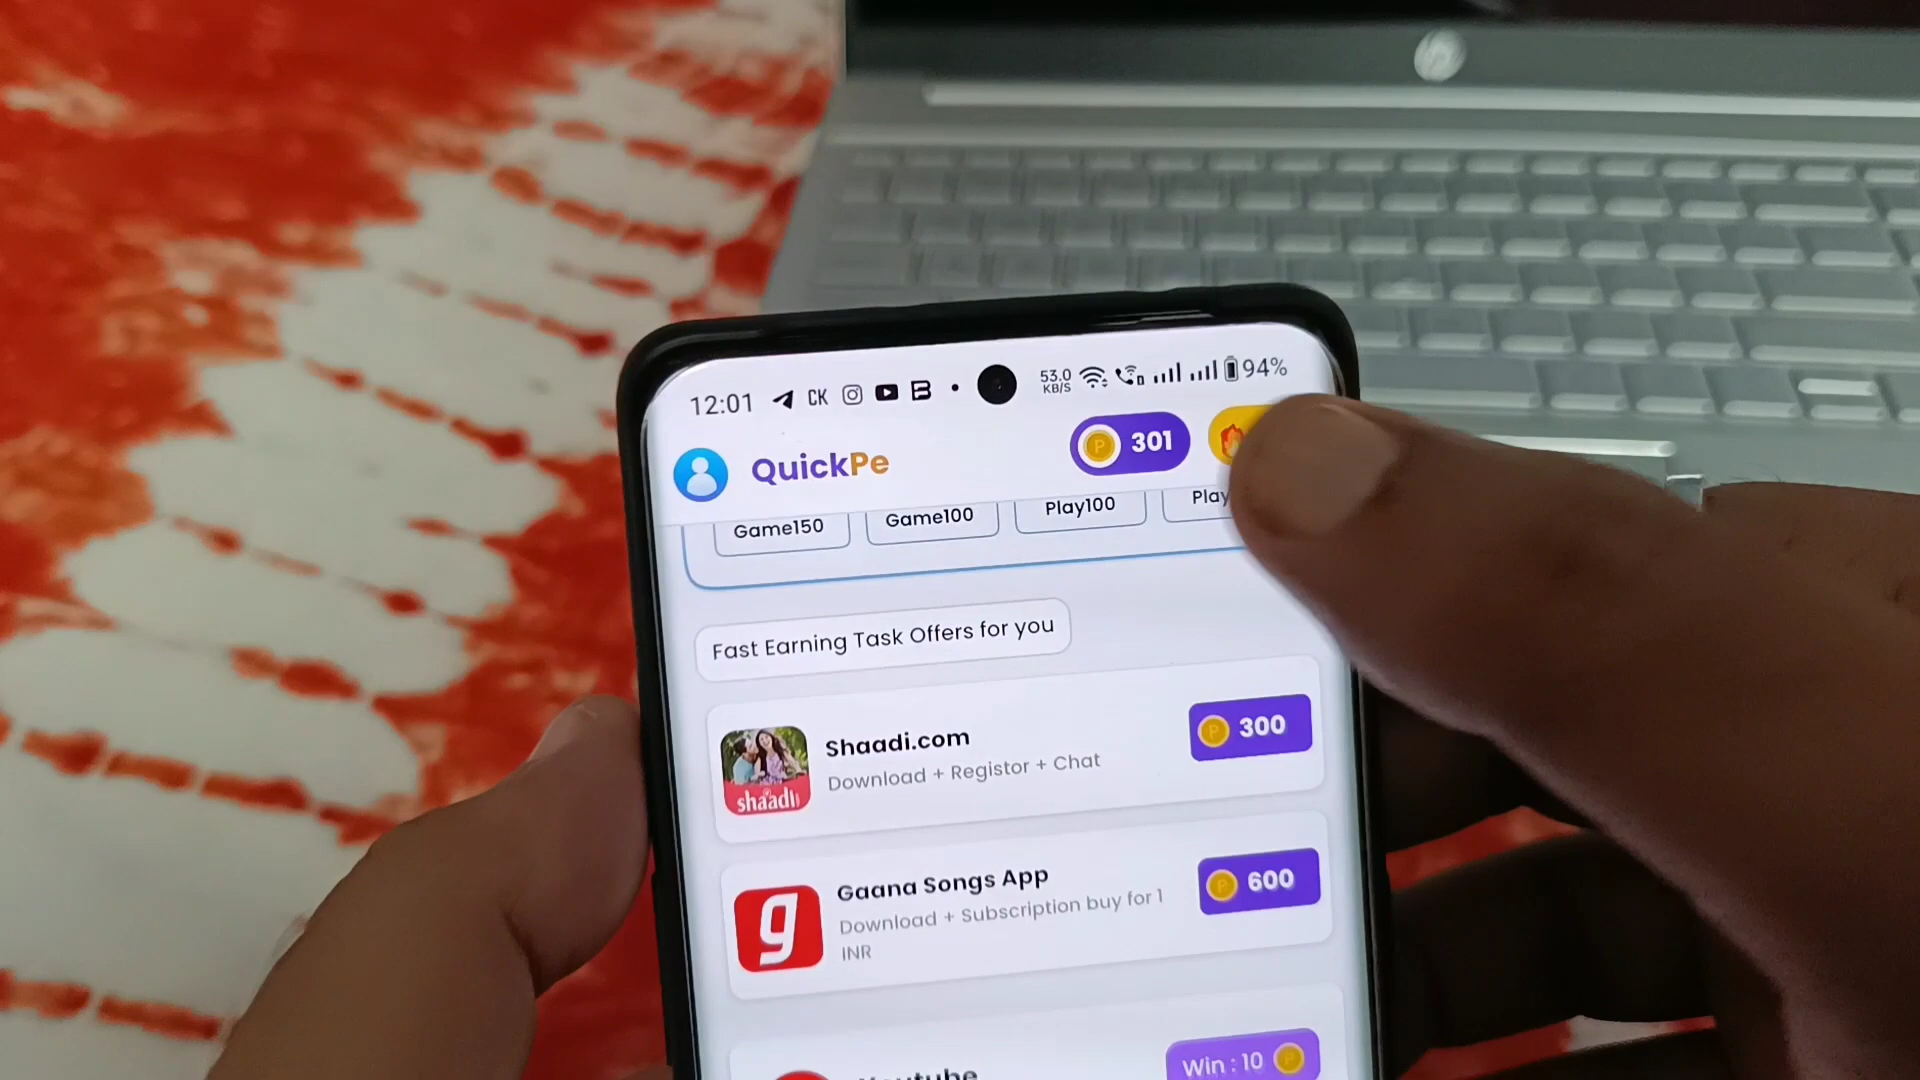 12:01 CK 53.0 KB/S 94%
QuickPe 301
Game150 Game100 Play100 Play
Fast Earning Task Offers for you
Shaadi.com 300
Download + Registor + Chat
shaadi
Gaana Songs App 600
Download + Subscription buy for 1
INR
g
Win : 10